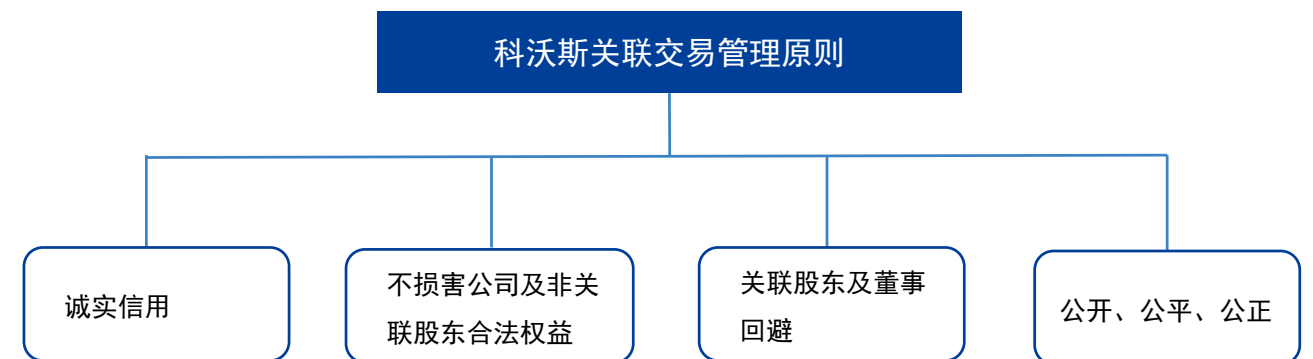 科沃斯关联交易管理原则
诚实信用
不损害公司及非关
联股东合法权益
关联股东及董事
回避
公开、公平、公正